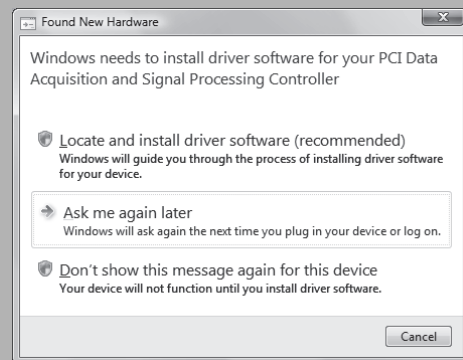 Found New Hardware
Windows needs to install driver software for your PCI Data
Acquisition and Signal Processing Controller
Locate and install driver software (recommended)
Windows will guide you through the process of installing driver software
for your device.
Ask me again later
Windows will ask again the next time you plug in your device or log on.
Don't show this message again for this device
Your device will not function until you install driver software.
Cancel